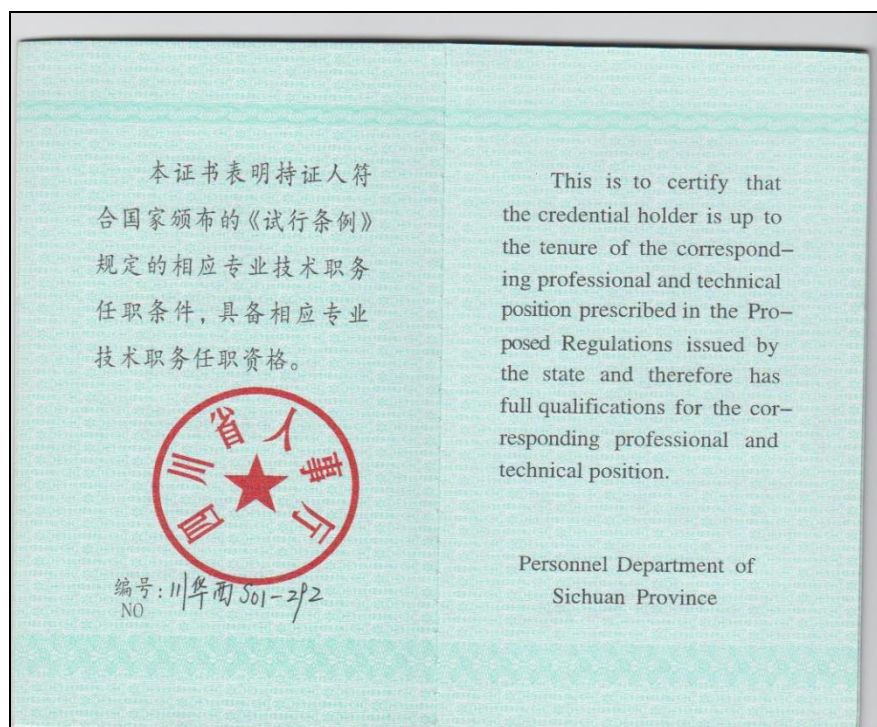 本证书表明持证人符
合国家颁布的《试行条例》
规定的相应专业技术职务
任职条件，具备相应专业
技术职务任职资格。
四川省人事厅
编号：川华西S01-292
NO
This is to certify that
the credential holder is up to
the tenure of the correspond-
ing professional and technical
position prescribed in the Pro-
posed Regulations issued by
the state and therefore has
full qualifications for the cor-
responding professional and
technical position.
Personnel Department of
Sichuan Province